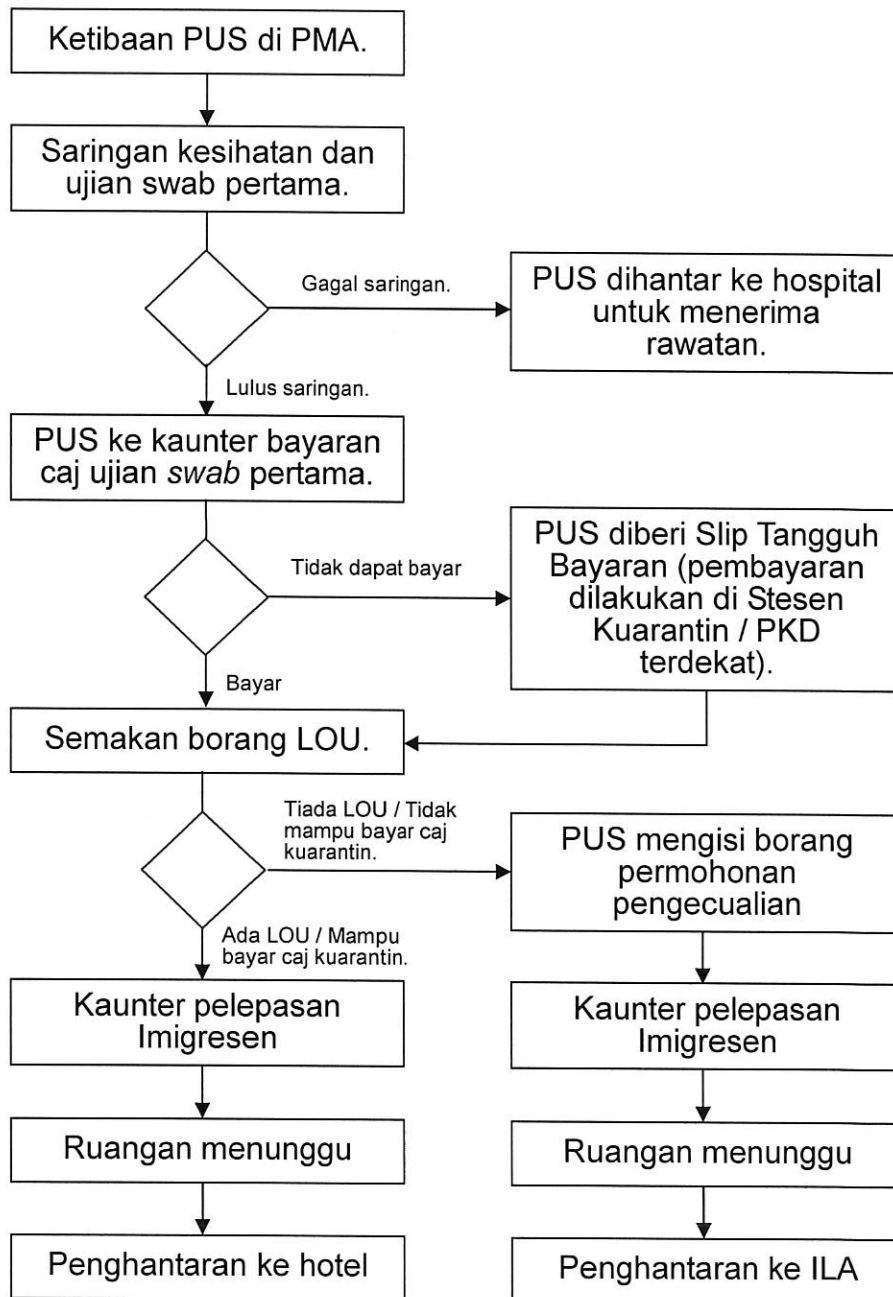 Ketibaan PUS di PMA.
Saringan kesihatan dan
ujian swab pertama.
Gagal saringan.
PUS dihantar ke hospital
untuk menerima
rawatan.
Lulus saringan.
PUS ke kaunter bayaran
caj ujian swab pertama.
Tidak dapat bayar
PUS diberi Slip Tangguh
Bayaran (pembayaran
dilakukan di Stesen
Kuarantin / PKD
terdekat).
Bayar
Semakan borang LOU.
Tiada LOU / Tidak
mampu bayar caj
kuarantin.
PUS mengisi borang
permohonan
pengecualian
Ada LOU / Mampu
bayar caj kuarantin.
Kaunter pelepasan
Imigresen
Ruangan menunggu
Penghantaran ke hotel
Kaunter pelepasan
Imigresen
Ruangan menunggu
Penghantaran ke ILA